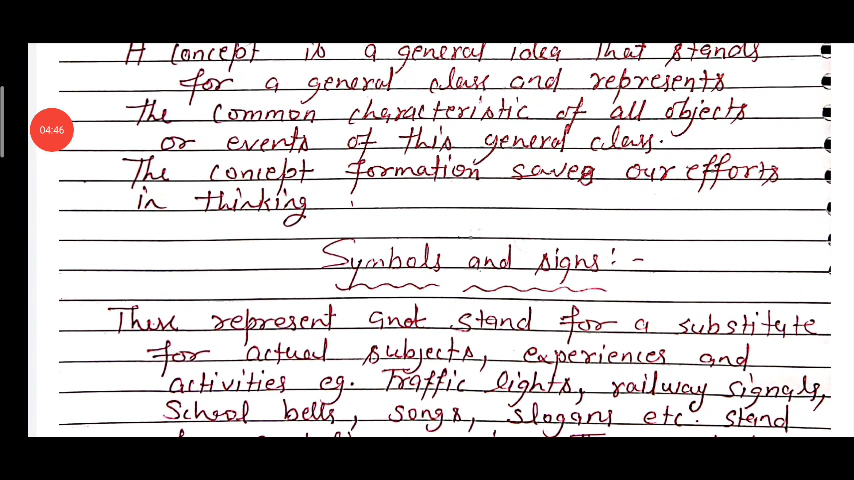 A concept is a general idea that stands
for a general class and represents
The common characteristic of all objects
or events of this general class.
The concept formation saves our efforts
in thinking :
04:46
Symbols and signs : -
These represent and stand for a substitute
for actual subjects, experiences and
activities eg. Traffic lights, railway signals,
School bells, songs, slogans etc. stand